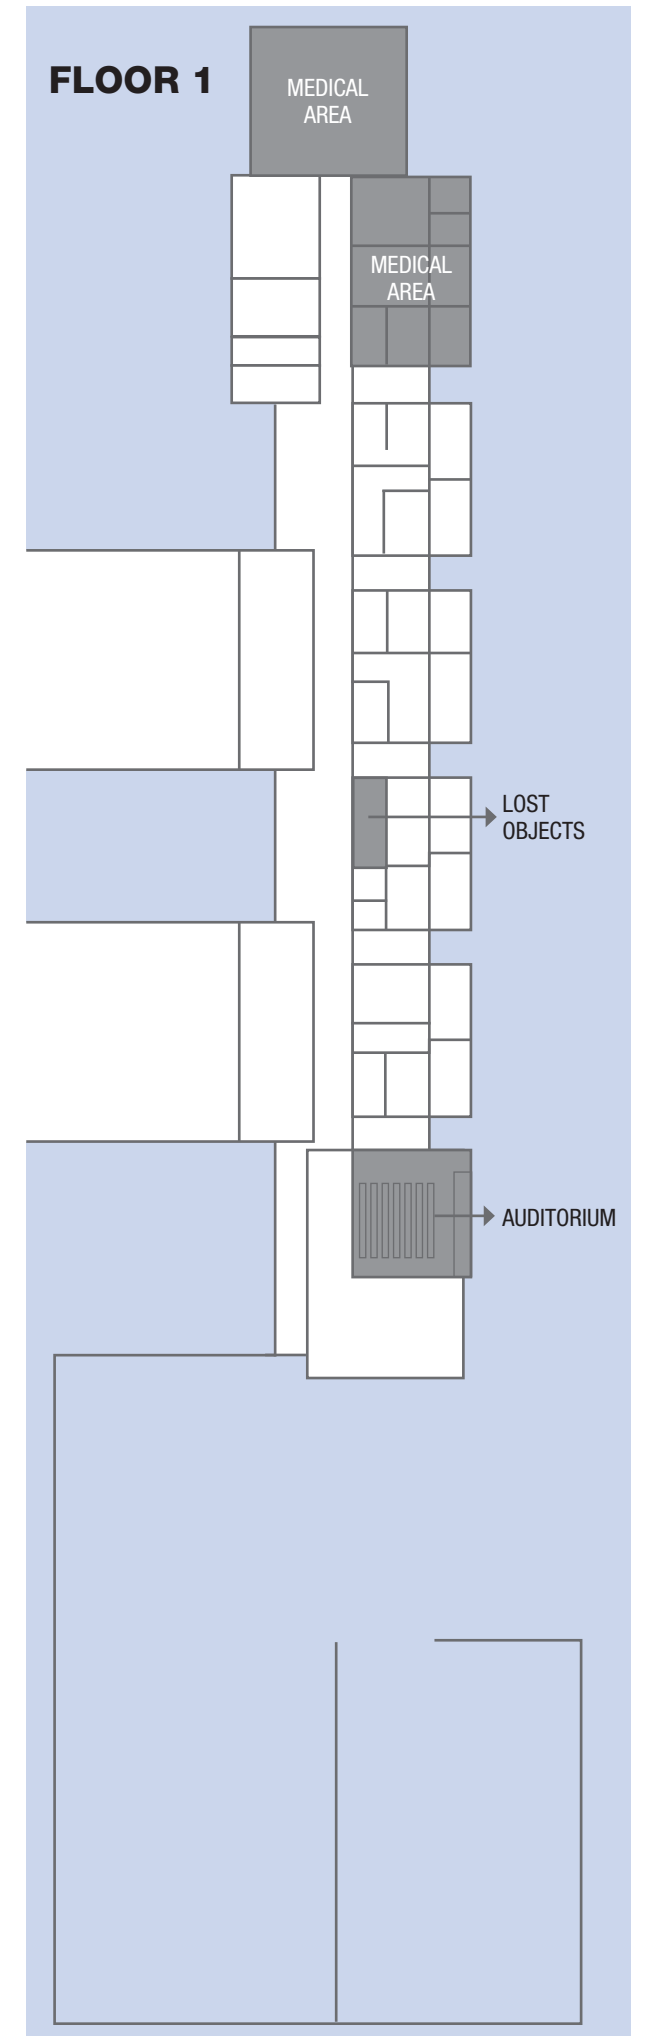 FLOOR 1
MEDICAL
AREA
MEDICAL
AREA
LOST
OBJECTS
AUDITORIUM